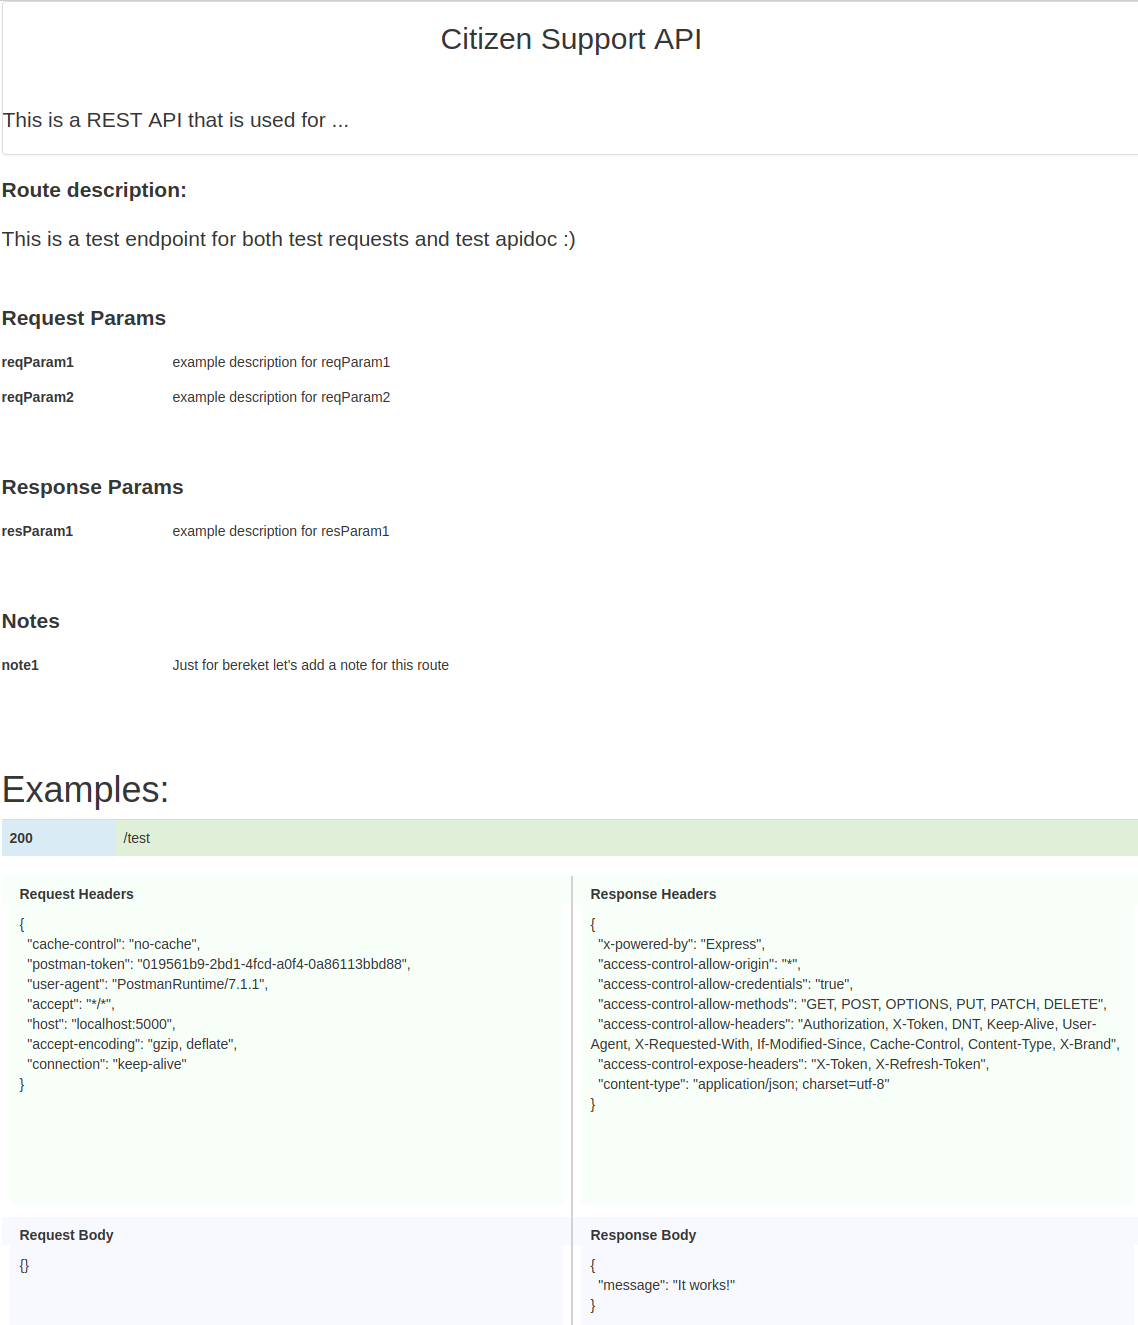 Citizen Support API
This is a REST API that is used for ...
Route description:
This is a test endpoint for both test requests and test apidoc :)
Request Params
reqParam1 example description for reqParam1
reqParam2 example description for reqParam2
Response Params
resParam1 example description for resParam1
Notes
note1 Just for bereket let's add a note for this route
Examples:
200 /test
Request Headers
{
  "cache-control": "no-cache",
  "postman-token": "019561b9-2bd1-4fcd-a0f4-0a86113bbd88",
  "user-agent": "PostmanRuntime/7.1.1",
  "accept": "*/*",
  "host": "localhost:5000",
  "accept-encoding": "gzip, deflate",
  "connection": "keep-alive"
}
Response Headers
{
  "x-powered-by": "Express",
  "access-control-allow-origin": "*",
  "access-control-allow-credentials": "true",
  "access-control-allow-methods": "GET, POST, OPTIONS, PUT, PATCH, DELETE",
  "access-control-allow-headers": "Authorization, X-Token, DNT, Keep-Alive, User-
Agent, X-Requested-With, If-Modified-Since, Cache-Control, Content-Type, X-Brand",
  "access-control-expose-headers": "X-Token, X-Refresh-Token",
  "content-type": "application/json; charset=utf-8"
}
Request Body
{}
Response Body
{
  "message": "It works!"
}